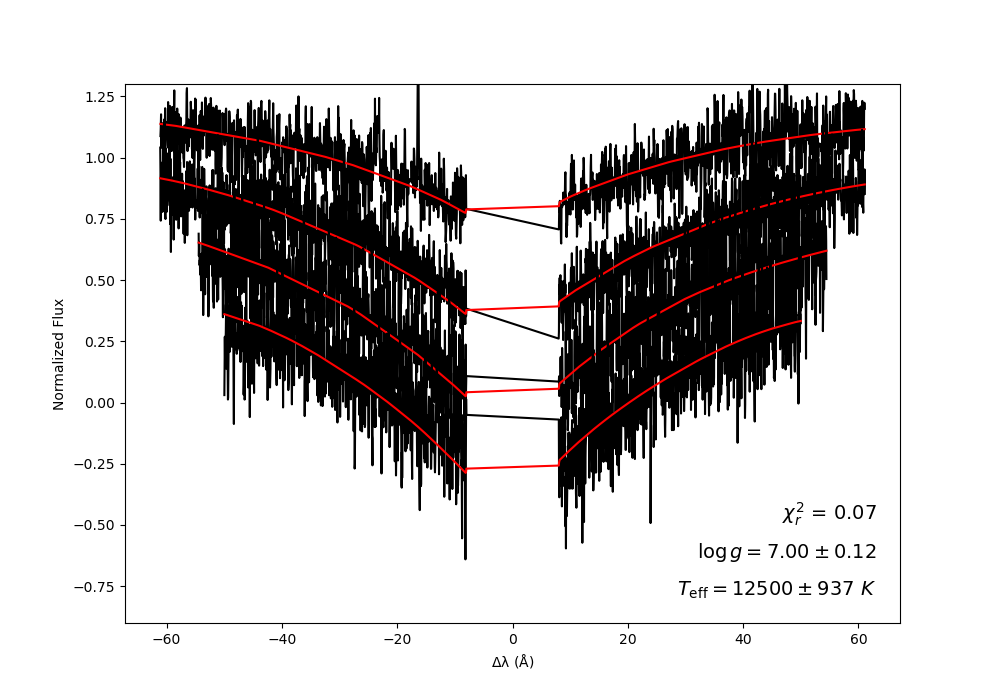 1.25
1.00
0.75
0.50
0.25
0.00
−0.25
−0.50
−0.75
Normalized Flux
χ²ᵣ = 0.07
log g = 7.00 ± 0.12
T_eff = 12500 ± 937 K
−60 −40 −20 0 20 40 60
Δλ (Å)